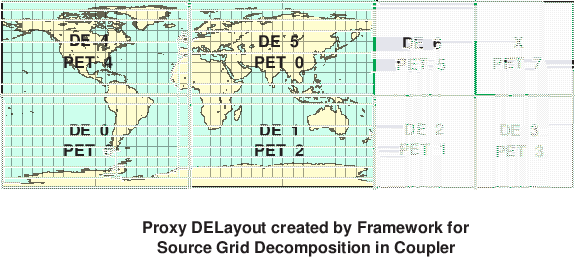 DE 4 DE 5 DE 6 X
PET 4 PET 0 PET 5 PET 7
DE 0 DE 1 DE 2 DE 3
PET PET 2 PET 1 PET 3
Proxy DELayout created by Framework for
Source Grid Decomposition in Coupler